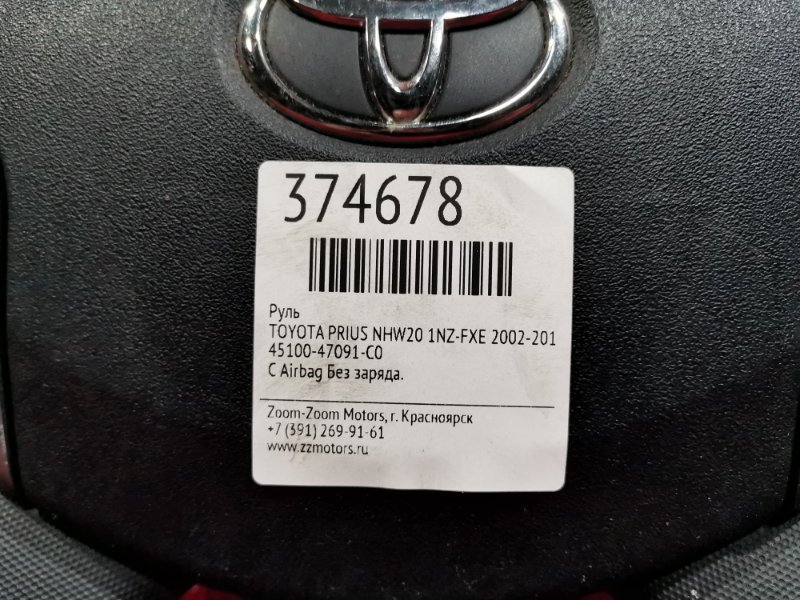 374678
Руль
TOYOTA PRIUS NHW20 1NZ-FXE 2002-201
45100-47091-C0
С Airbag Без заряда.
Zoom-Zoom Motors, г. Красноярск
+7 (391) 269-91-61
www.zzmotors.ru